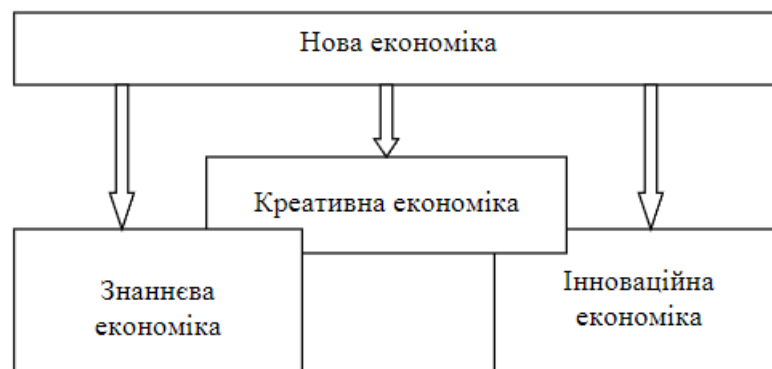 Нова економіка
Креативна економіка
Знаннєва
економіка
Інноваційна
економіка